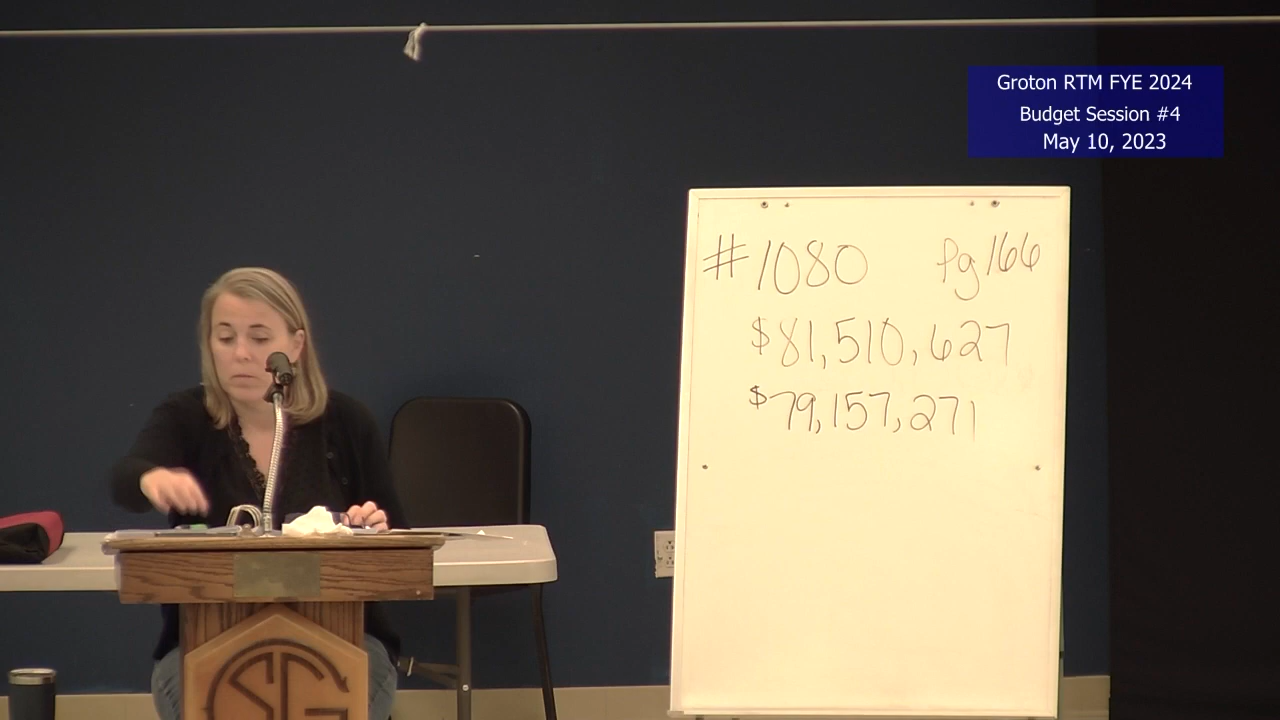 Groton RTM FYE 2024
Budget Session #4
May 10, 2023
#1080 Pg 166
$81,510,627
$79,157,271
SG